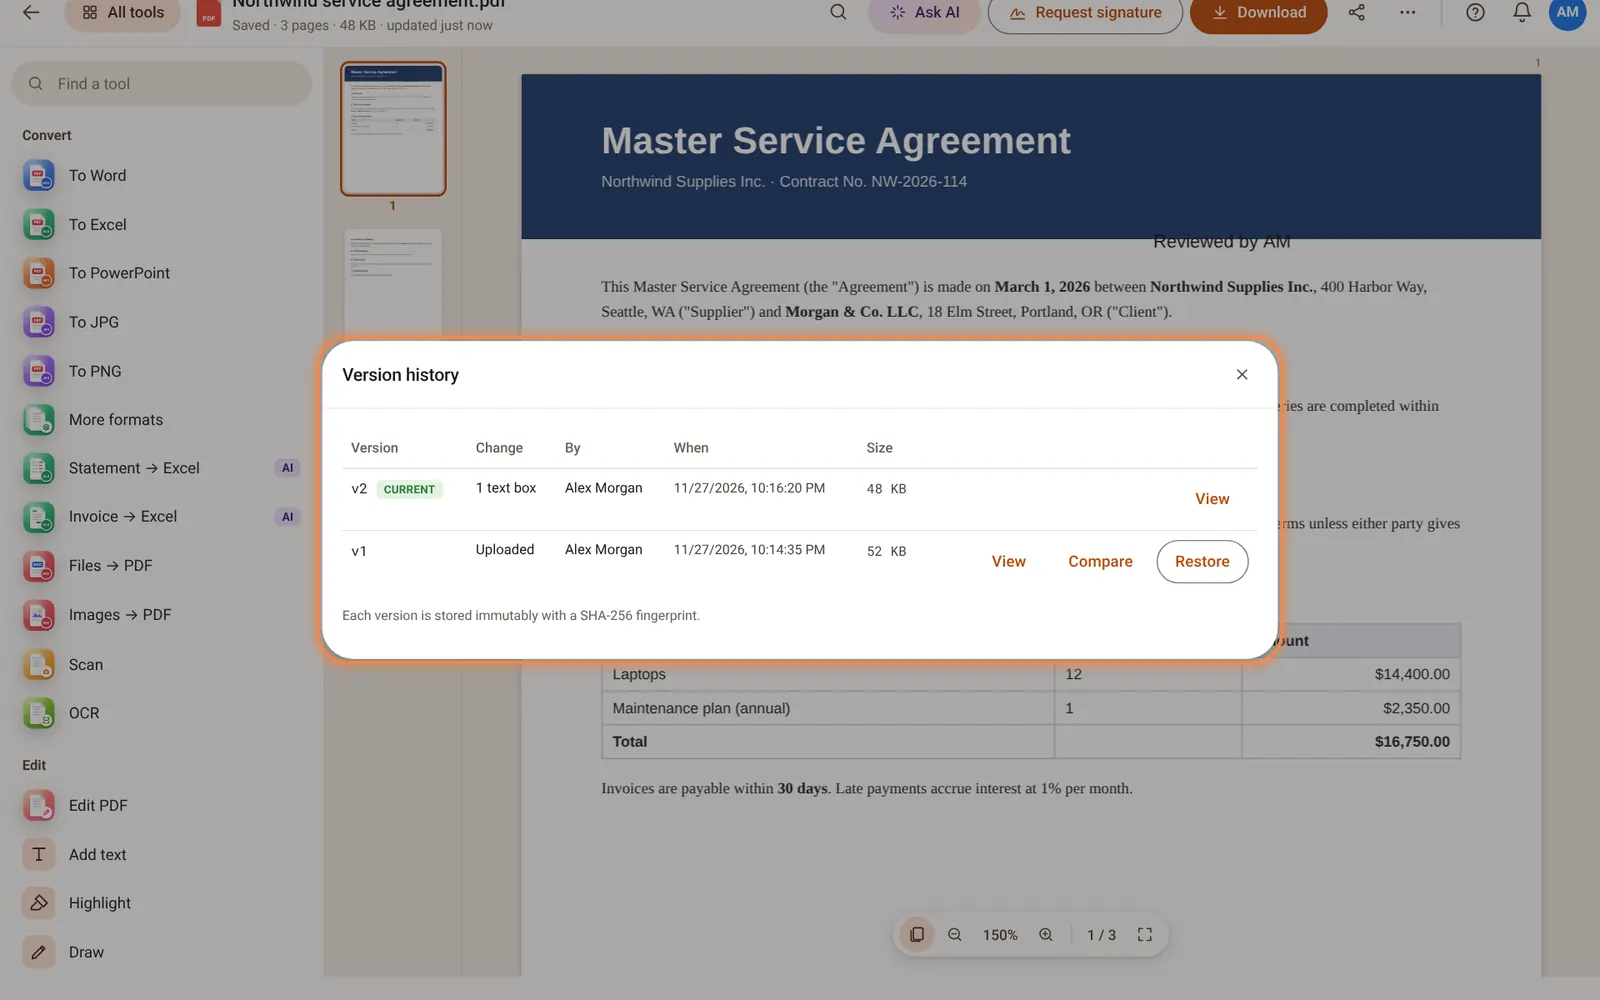 All tools
Northwind service agreement.pdf
Saved · 3 pages · 48 KB · updated just now
Ask AI
Request signature
Download
AM
PDF
Find a tool
Convert
To Word
To Excel
To PowerPoint
To JPG
To PNG
More formats
Statement → Excel AI
Invoice → Excel AI
Files → PDF
Images → PDF
Scan
OCR
Edit
Edit PDF
Add text
Highlight
Draw
1
1
Master Service Agreement
Northwind Supplies Inc. · Contract No. NW-2026-114
Reviewed by AM
This Master Service Agreement (the "Agreement") is made on March 1, 2026 between Northwind Supplies Inc., 400 Harbor Way,
Seattle, WA ("Supplier") and Morgan & Co. LLC, 18 Elm Street, Portland, OR ("Client").
are completed within
unless either party gives
Version history
Version Change By When Size
v2 CURRENT 1 text box Alex Morgan 11/27/2026, 10:16:20 PM 48 KB View
v1 Uploaded Alex Morgan 11/27/2026, 10:14:35 PM 52 KB View Compare Restore
Each version is stored immutably with a SHA-256 fingerprint.
Laptops 12 $14,400.00
Maintenance plan (annual) 1 $2,350.00
Total $16,750.00
Invoices are payable within 30 days. Late payments accrue interest at 1% per month.
150% 1 / 3